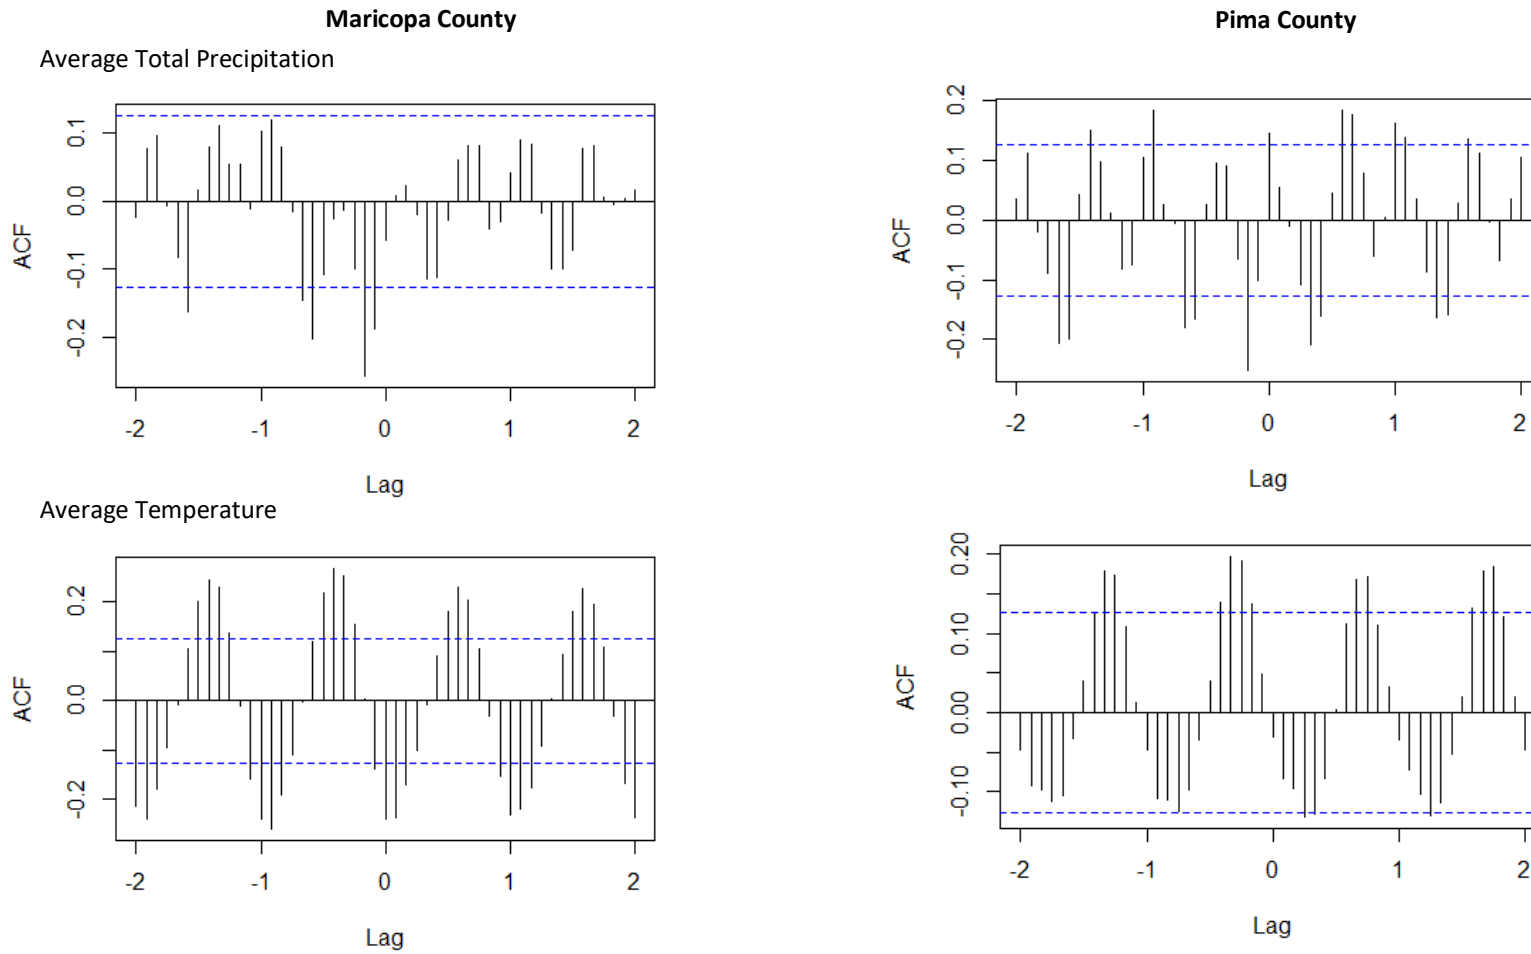 Maricopa County
Pima County
Average Total Precipitation
0.1
0.0
-0.1
-0.2
ACF
-2 -1 0 1 2
Lag
0.2
0.1
0.0
-0.1
-0.2
ACF
-2 -1 0 1 2
Lag
Average Temperature
0.2
0.0
-0.2
ACF
-2 -1 0 1 2
Lag
0.20
0.10
0.00
-0.10
ACF
-2 -1 0 1 2
Lag